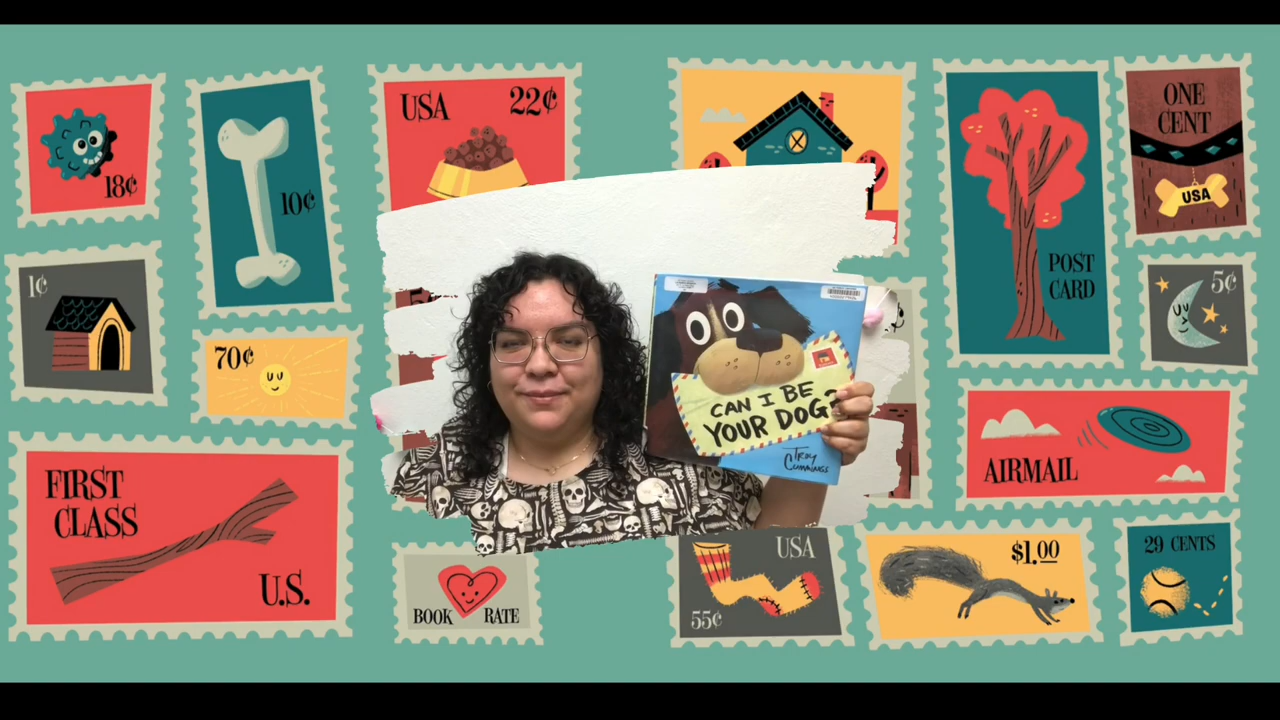 18¢
10¢
USA 22¢
POST
CARD
ONE
CENT
USA
1¢
70¢
5¢
CAN I BE
YOUR DOG?
Troy
Cummings
AIRMAIL
FIRST
CLASS
U.S.
BOOK RATE
USA
55¢
$1.00
29 CENTS